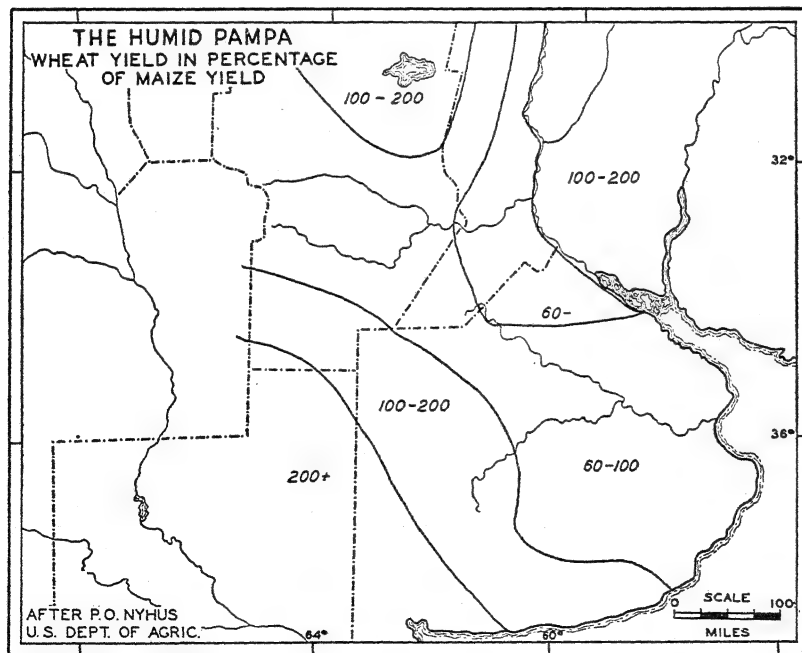 THE HUMID PAMPA
WHEAT YIELD IN PERCENTAGE
OF MAIZE YIELD
100-200
32°
100-200
60-
100-200
36°
60-100
200+
AFTER P.O. NYHUS
U.S. DEPT. OF AGRIC.
64°
60°
SCALE
0 100
MILES